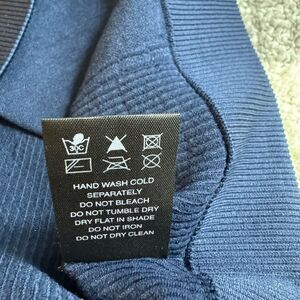 30C
HAND WASH COLD
SEPARATELY
DO NOT BLEACH
DO NOT TUMBLE DRY
DRY FLAT IN SHADE
DO NOT IRON
DO NOT DRY CLEAN